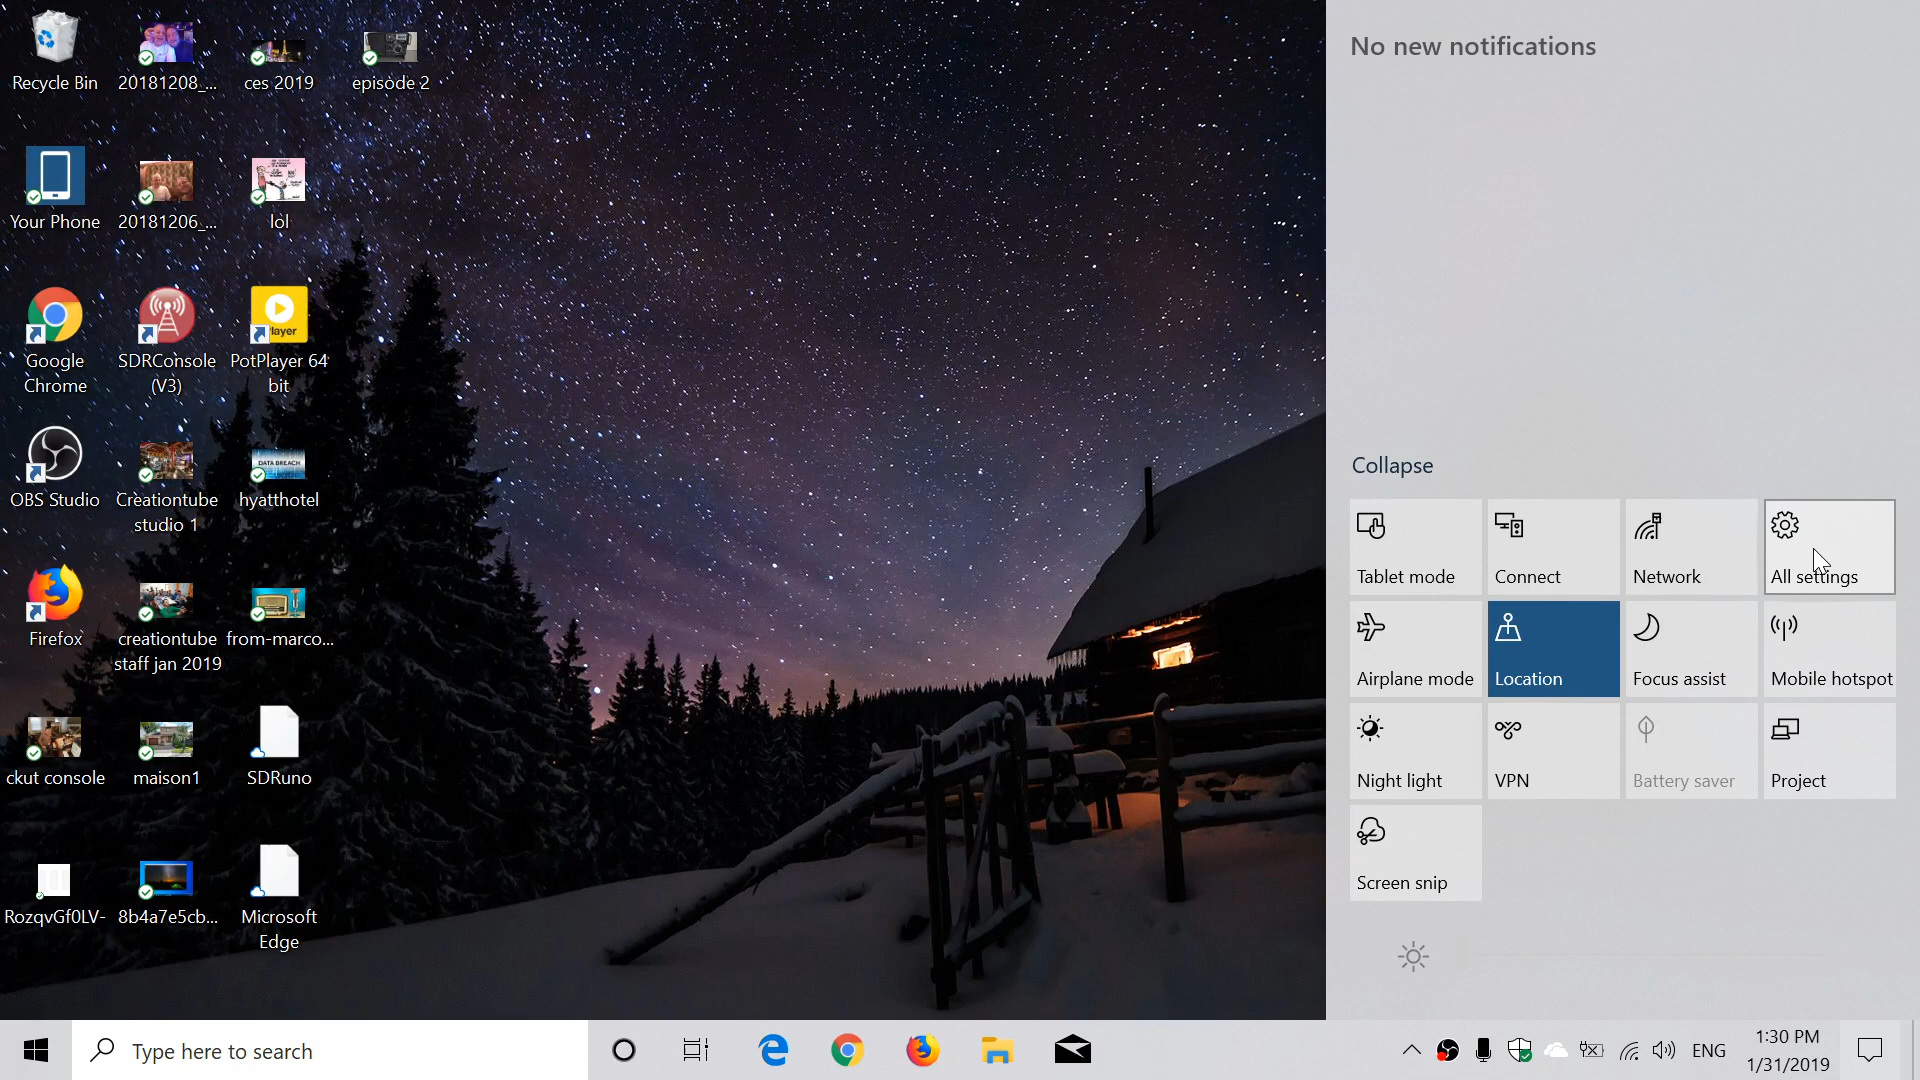 Recycle Bin
20181208_...
ces 2019
episode 2
Your Phone
20181206_...
lol
Google
Chrome
SDRConsole
(V3)
Player
PotPlayer 64
bit
OBS Studio
Creationtube
studio 1
DATA BREACH
hyatthotel
Firefox
creationtube
staff jan 2019
from-marco...
ckut console
maison1
SDRuno
RozqvGf0LV-
8b4a7e5cb...
Microsoft
Edge
No new notifications
Collapse
Tablet mode
Connect
Network
All settings
Airplane mode
Location
Focus assist
Mobile hotspot
Night light
VPN
Battery saver
Project
Screen snip
Type here to search
ENG
1:30 PM
1/31/2019